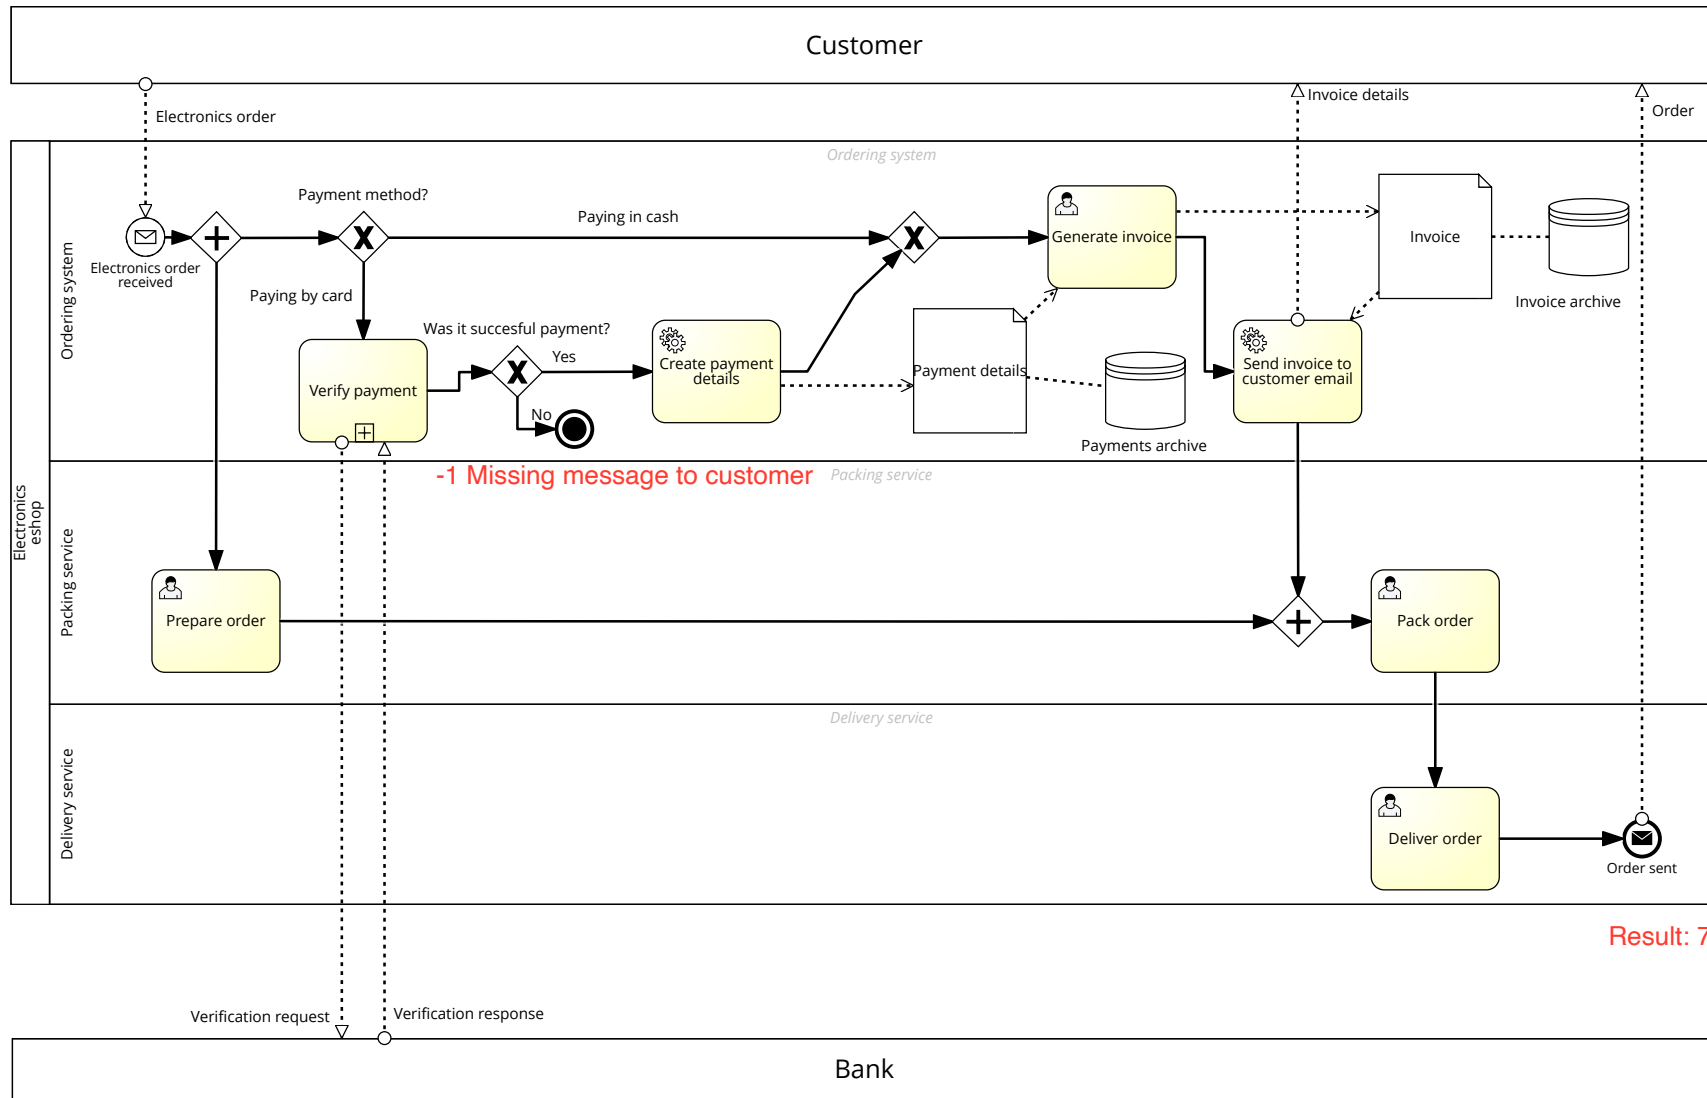 Customer
Electronics order
Invoice details
Order
Electronics
eshop
Ordering system
Ordering system
Electronics order
received
Payment method?
Paying in cash
Paying by card
Verify payment
Was it succesful payment?
Yes
No
Create payment
details
Payment details
Payments archive
Generate invoice
Invoice
Invoice archive
Send invoice to
customer email
-1 Missing message to customer
Packing service
Packing service
Prepare order
Pack order
Delivery service
Delivery service
Deliver order
Order sent
Result: 7
Verification request
Verification response
Bank